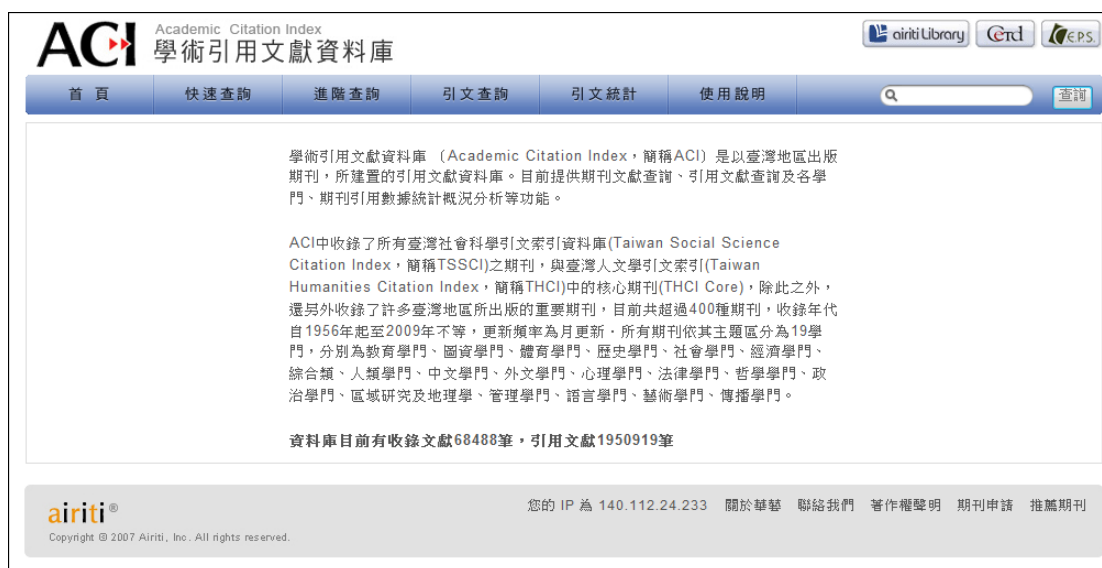 ACI Academic Citation Index
學術引用文獻資料庫
airiti Library CETD TEPS.
首 頁 快速查詢 進階查詢 引文查詢 引文統計 使用說明 查詢
學術引用文獻資料庫 (Academic Citation Index,簡稱ACI) 是以臺灣地區出版
期刊,所建置的引用文獻資料庫。目前提供期刊文獻查詢、引用文獻查詢及各學
門、期刊引用數據統計概況分析等功能。
ACI中收錄了所有臺灣社會科學引文索引資料庫(Taiwan Social Science
Citation Index,簡稱TSSCI)之期刊,與臺灣人文學引文索引(Taiwan
Humanities Citation Index,簡稱THCI)中的核心期刊(THCI Core),除此之外,
還另外收錄了許多臺灣地區所出版的重要期刊,目前共超過400種期刊,收錄年代
自1956年起至2009年不等,更新頻率為月更新.所有期刊依其主題區分為19學
門,分別為教育學門、圖資學門、體育學門、歷史學門、社會學門、經濟學門、
綜合類、人類學門、中文學門、外文學門、心理學門、法律學門、哲學學門、政
治學門、區域研究及地理學、管理學門、語言學門、藝術學門、傳播學門。
資料庫目前有收錄文獻68488筆,引用文獻1950919筆
airiti®
您的 IP 為 140.112.24.233 關於華藝 聯絡我們 著作權聲明 期刊申請 推薦期刊
Copyright © 2007 Airiti, Inc. All rights reserved.